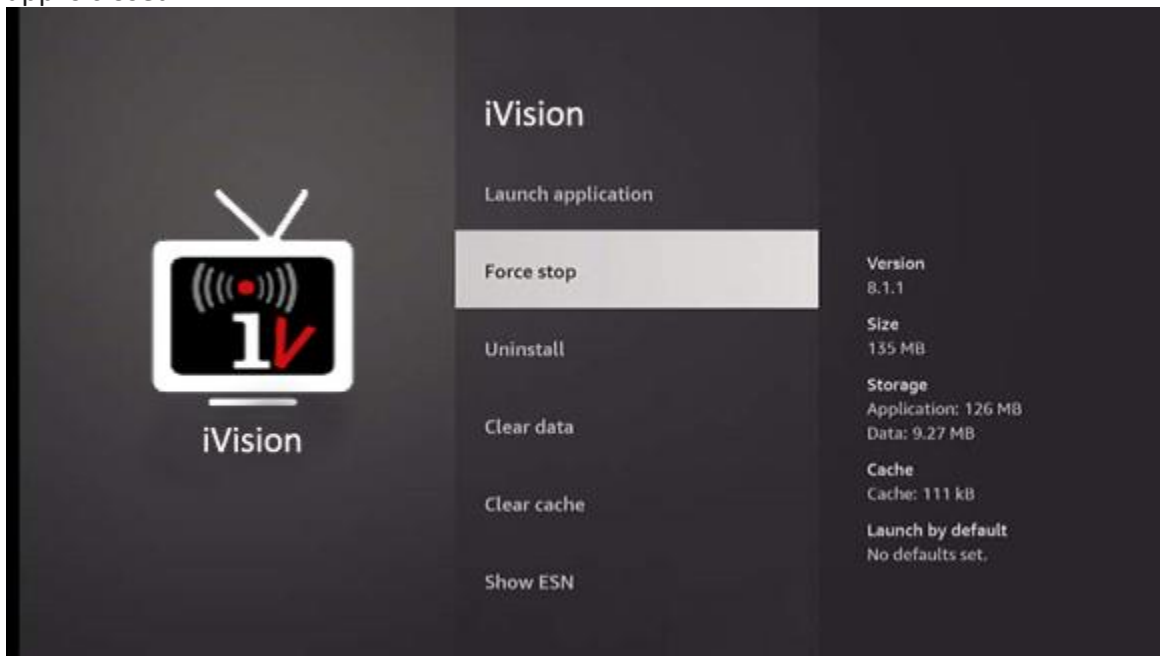 iVision
Launch application
Force stop
Uninstall
Clear data
Clear cache
Show ESN
iV
iVision
Version
8.1.1
Size
135 MB
Storage
Application: 126 MB
Data: 9.27 MB
Cache
Cache: 111 kB
Launch by default
No defaults set.